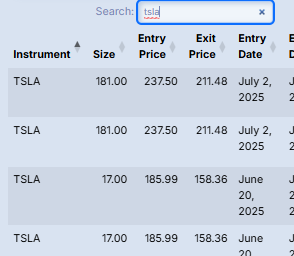 Search: tsla ×
Instrument Size Entry Price Exit Price Entry Date
TSLA 181.00 237.50 211.48 July 2, 2025
TSLA 181.00 237.50 211.48 July 2, 2025
TSLA 17.00 185.99 158.36 June 20, 2025
TSLA 17.00 185.99 158.36 June 20,